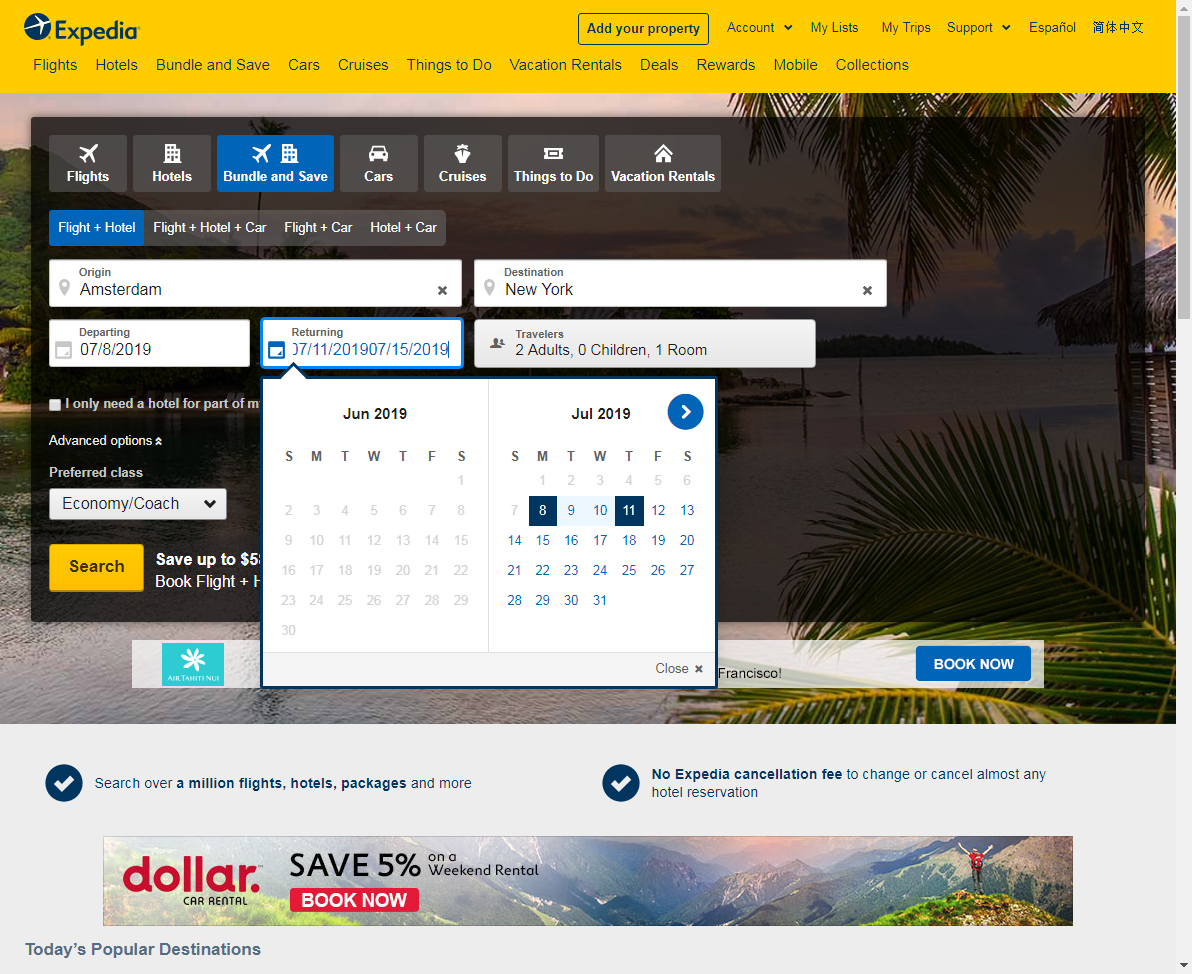 Expedia
Add your property
Account
My Lists
My Trips
Support
Español
简体中文
Flights Hotels Bundle and Save Cars Cruises Things to Do Vacation Rentals Deals Rewards Mobile Collections
Flights
Hotels
Bundle and Save
Cars
Cruises
Things to Do
Vacation Rentals
Flight + Hotel
Flight + Hotel + Car
Flight + Car
Hotel + Car
Origin
Amsterdam
Destination
New York
Departing
07/8/2019
Returning
07/11/201907/15/2019
Travelers
2 Adults, 0 Children, 1 Room
I only need a hotel for part of m
Advanced options
Preferred class
Economy/Coach
Search
Save up to $5
Book Flight + H
Jun 2019
S M T W T F S
1
2 3 4 5 6 7 8
9 10 11 12 13 14 15
16 17 18 19 20 21 22
23 24 25 26 27 28 29
30
Jul 2019
S M T W T F S
1 2 3 4 5 6
7 8 9 10 11 12 13
14 15 16 17 18 19 20
21 22 23 24 25 26 27
28 29 30 31
Close
AIR TAHITI NUI
Francisco!
BOOK NOW
Search over a million flights, hotels, packages and more
No Expedia cancellation fee to change or cancel almost any
hotel reservation
dollar.
CAR RENTAL
SAVE 5% on a
Weekend Rental
BOOK NOW
Today's Popular Destinations